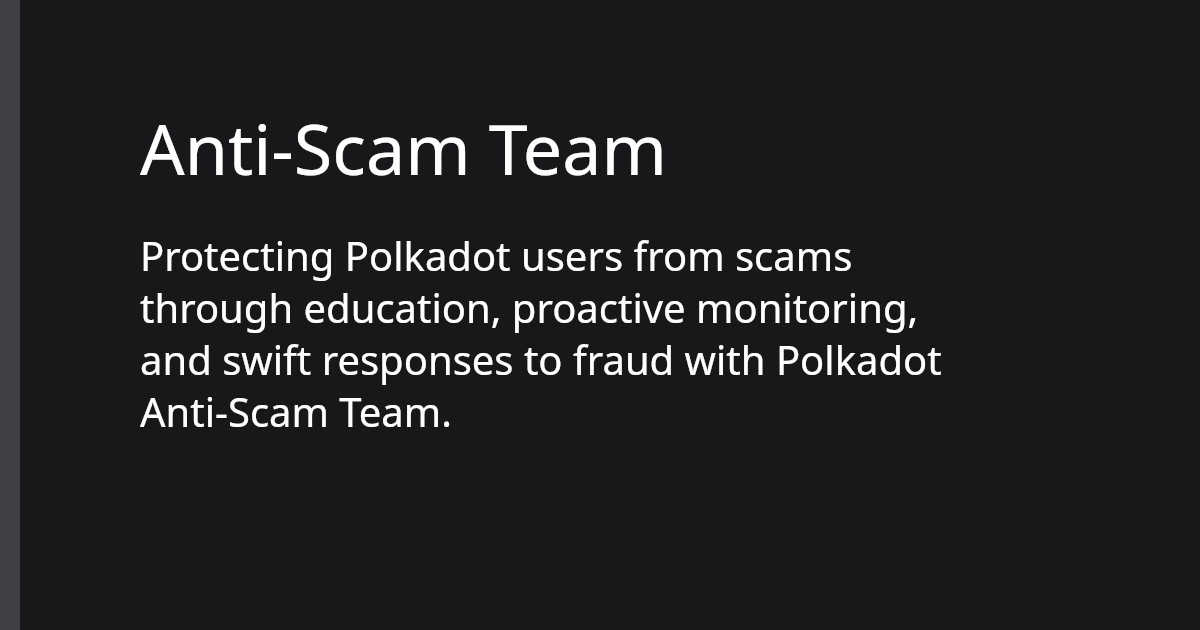 Anti-Scam Team
Protecting Polkadot users from scams
through education, proactive monitoring,
and swift responses to fraud with Polkadot
Anti-Scam Team.